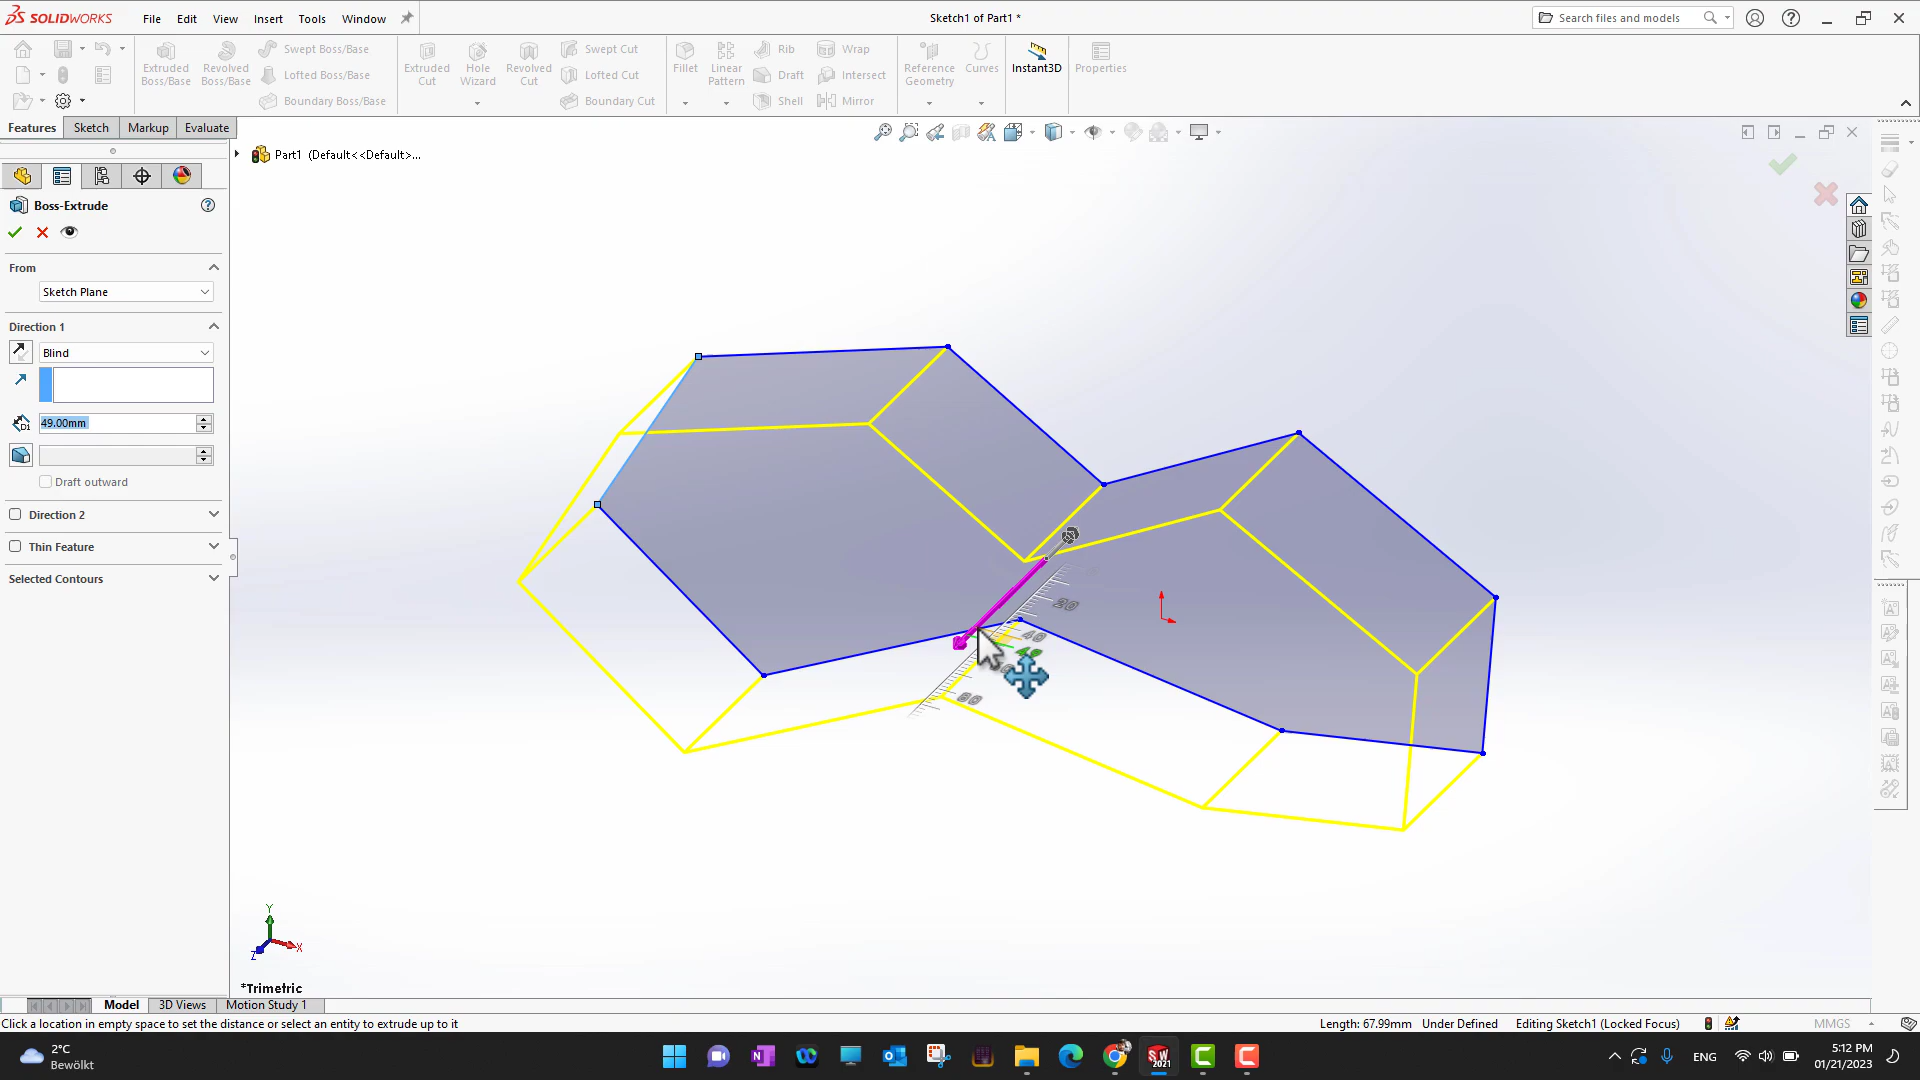 SOLIDWORKS File Edit View Insert Tools Window
Sketch1 of Part1 *
Search files and models
Extruded Boss/Base
Revolved Boss/Base
Swept Boss/Base
Lofted Boss/Base
Boundary Boss/Base
Extruded Cut
Hole Wizard
Revolved Cut
Swept Cut
Lofted Cut
Boundary Cut
Fillet
Linear Pattern
Rib
Draft
Shell
Wrap
Intersect
Mirror
Reference Geometry
Curves
Instant3D
Properties
Features Sketch Markup Evaluate
Part1 (Default<<Default>...
Boss-Extrude
From
Sketch Plane
Direction 1
Blind
D1 49.00mm
Draft outward
Direction 2
Thin Feature
Selected Contours
20
40
80
Y
X
Z
*Trimetric
Model 3D Views Motion Study 1
Click a location in empty space to set the distance or select an entity to extrude up to it
Length: 67.99mm Under Defined Editing Sketch1 (Locked Focus) MMGS
2°C
Bewölkt
SW 2021
ENG
5:12 PM
01/21/2023